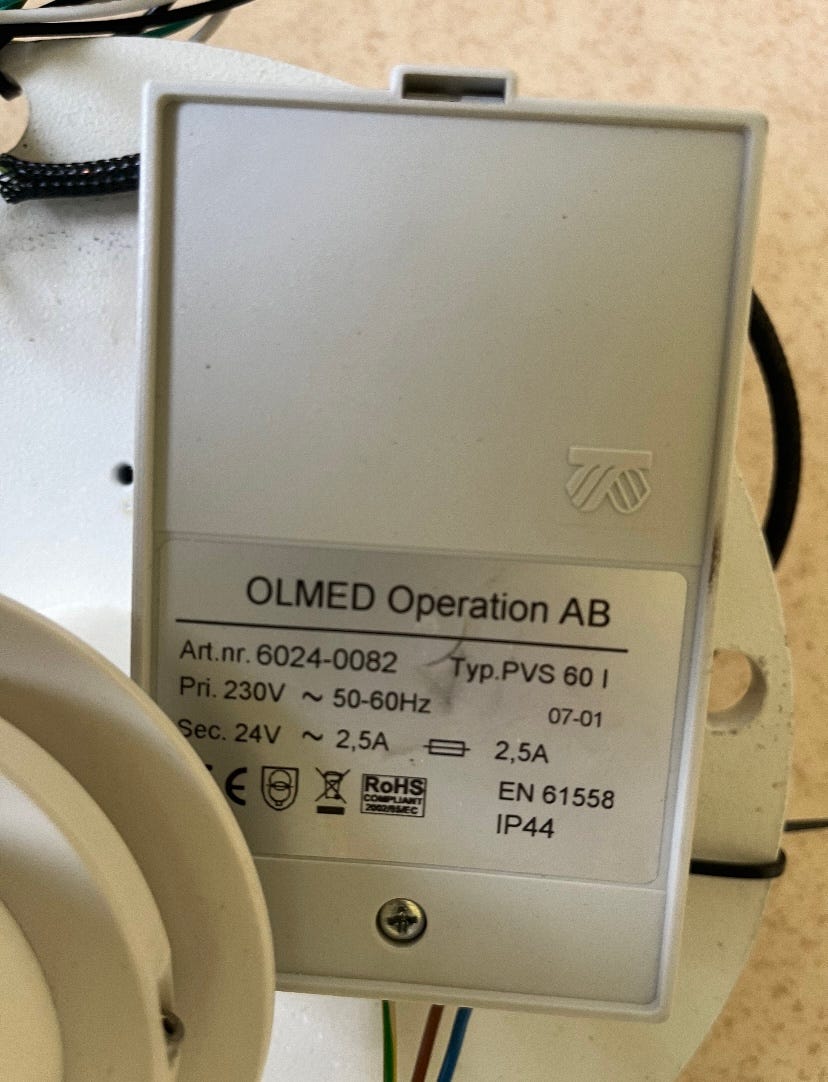 OLMED Operation AB
Art.nr. 6024-0082 Typ.PVS 60 I
Pri. 230V ~ 50-60Hz
07-01
Sec. 24V ~ 2,5A 2,5A
CE RoHS
COMPLIANT
2002/95/EC
EN 61558
IP44